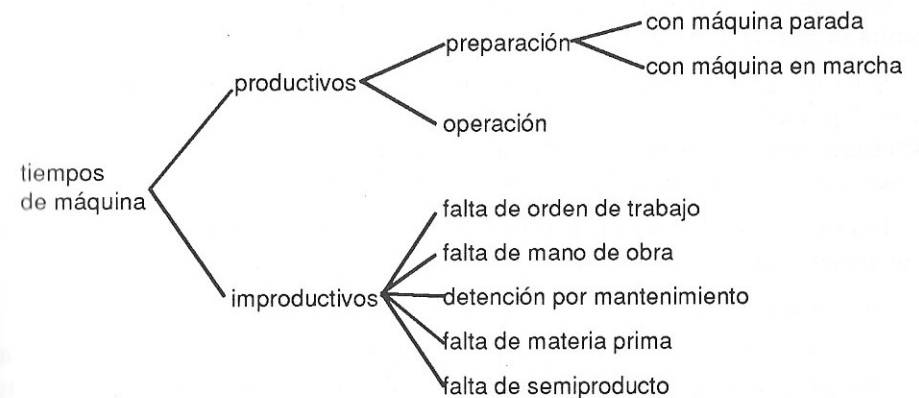 con máquina parada
preparación
con máquina en marcha
productivos
operación
tiempos
de máquina
falta de orden de trabajo
falta de mano de obra
improductivos
detención por mantenimiento
falta de materia prima
falta de semiproducto